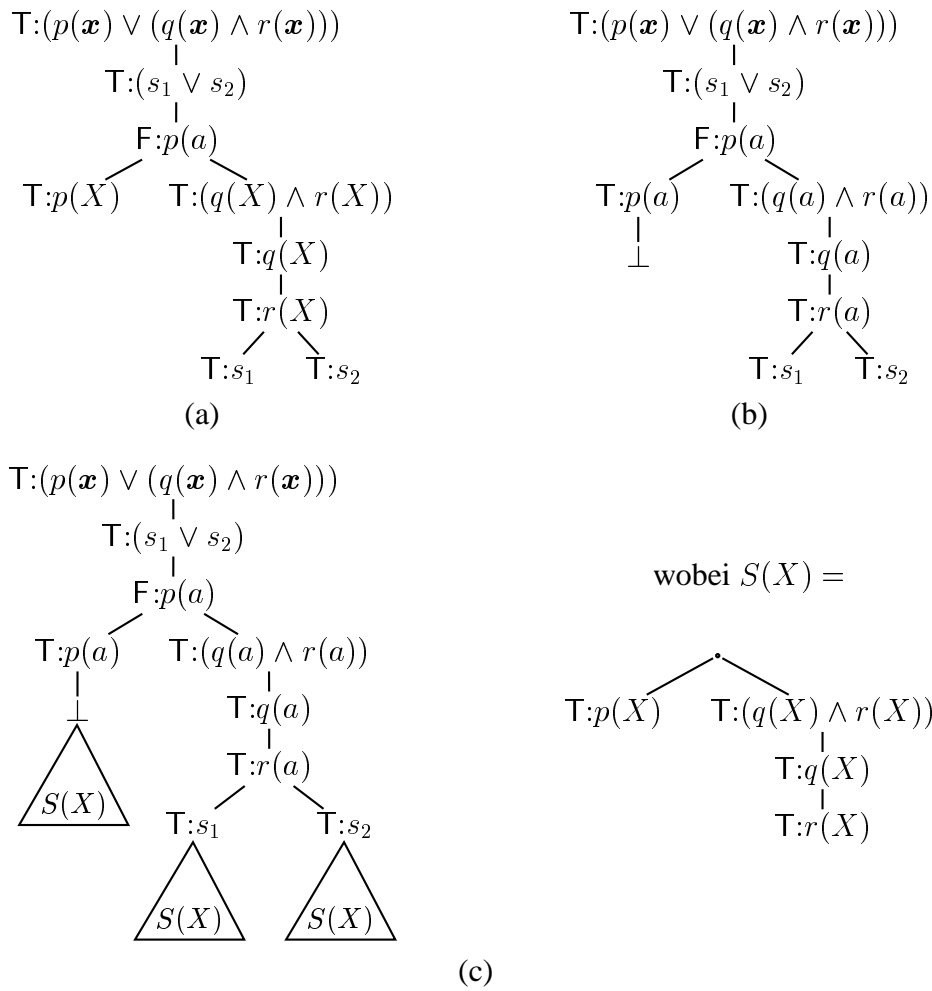 T:(p(𝒙) ∨ (q(𝒙) ∧ r(𝒙)))
T:(s₁ ∨ s₂)
F:p(a)
T:p(X) T:(q(X) ∧ r(X))
T:q(X)
T:r(X)
T:s₁ T:s₂
(a)
T:(p(𝒙) ∨ (q(𝒙) ∧ r(𝒙)))
T:(s₁ ∨ s₂)
F:p(a)
T:p(a) T:(q(a) ∧ r(a))
⊥ T:q(a)
T:r(a)
T:s₁ T:s₂
(b)
T:(p(𝒙) ∨ (q(𝒙) ∧ r(𝒙)))
T:(s₁ ∨ s₂)
F:p(a)
T:p(a) T:(q(a) ∧ r(a))
⊥ T:q(a)
T:r(a)
S(X)
T:s₁ T:s₂
S(X) S(X)
wobei S(X) =
T:p(X) T:(q(X) ∧ r(X))
T:q(X)
T:r(X)
(c)